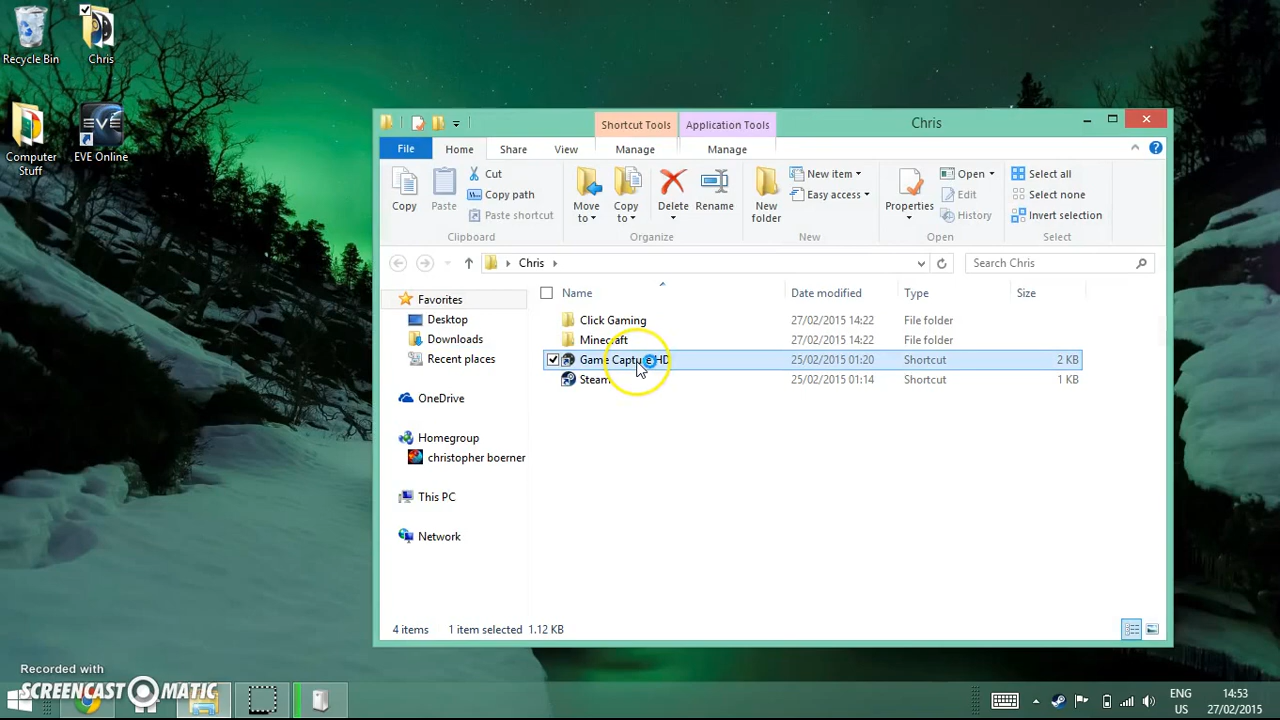 Recycle Bin
Chris
Computer
Stuff
EVE
EVE Online
Shortcut Tools
Application Tools
Chris
File
Home
Share
View
Manage
Manage
Copy
Paste
Cut
Copy path
Paste shortcut
Clipboard
Move
to
Copy
to
Delete
Rename
Organize
New
folder
New item
Easy access
New
Properties
Open
Edit
History
Open
Select all
Select none
Invert selection
Select
Chris
Search Chris
Favorites
Desktop
Downloads
Recent places
OneDrive
Homegroup
christopher boerner
This PC
Network
Name
Date modified
Type
Size
Click Gaming
27/02/2015 14:22
File folder
Minecraft
27/02/2015 14:22
File folder
Game Capture HD
25/02/2015 01:20
Shortcut
2 KB
Steam
25/02/2015 01:14
Shortcut
1 KB
4 items
1 item selected 1.12 KB
Recorded with
SCREENCAST MATIC
ENG
US
14:53
27/02/2015